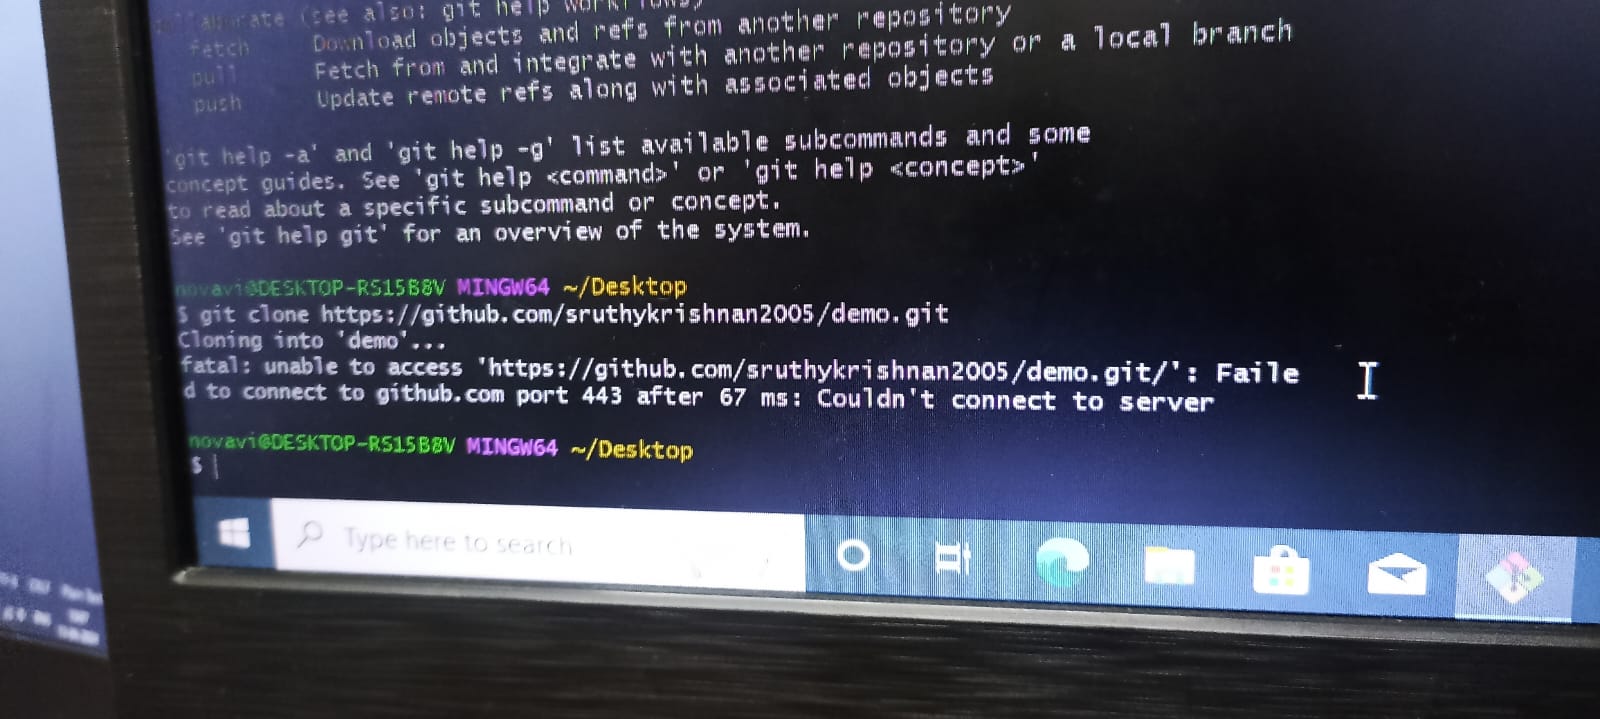 (see also: git help workflows)
fetch Download objects and refs from another repository
pull Fetch from and integrate with another repository or a local branch
push Update remote refs along with associated objects
'git help -a' and 'git help -g' list available subcommands and some
concept guides. See 'git help <command>' or 'git help <concept>'
to read about a specific subcommand or concept.
See 'git help git' for an overview of the system.
novavi@DESKTOP-RS15B8V MINGW64 ~/Desktop
$ git clone https://github.com/sruthykrishnan2005/demo.git
Cloning into 'demo'...
fatal: unable to access 'https://github.com/sruthykrishnan2005/demo.git/': Faile
d to connect to github.com port 443 after 67 ms: Couldn't connect to server
novavi@DESKTOP-RS15B8V MINGW64 ~/Desktop
$
Type here to search